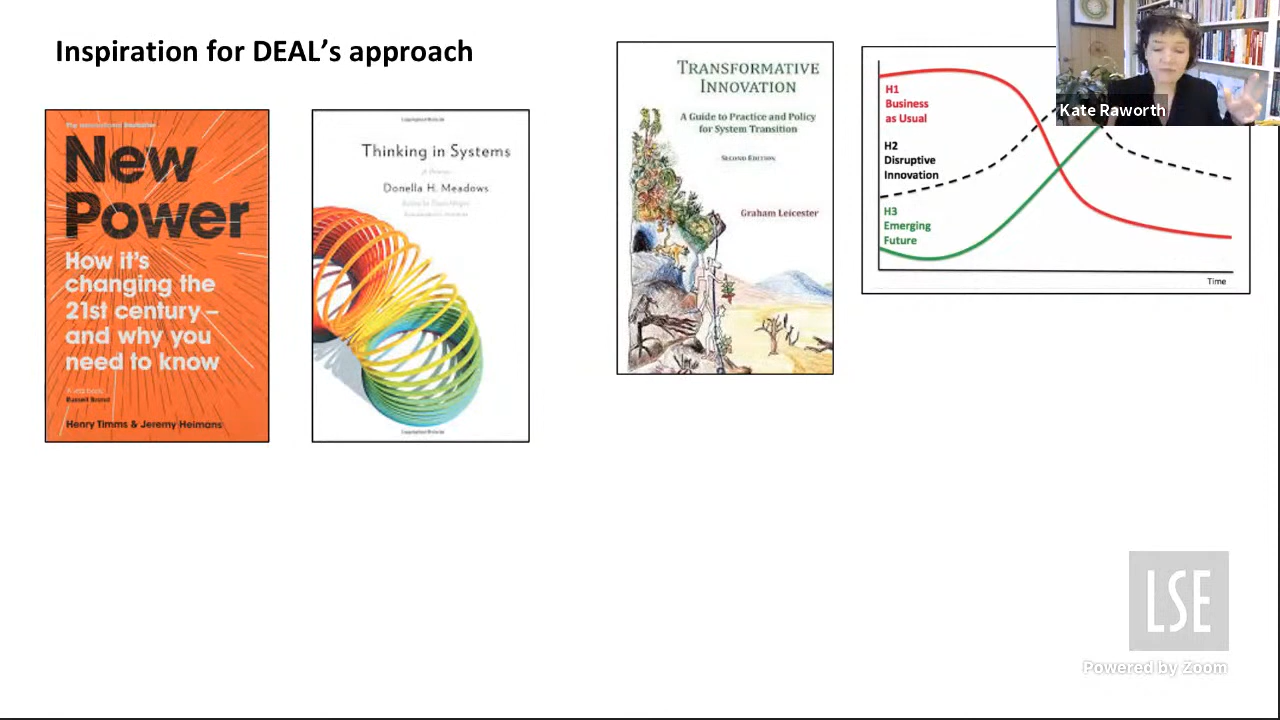 Inspiration for DEAL's approach
New
Power
How it's
changing the
21st century –
and why you
need to know
Russell Brand
Henry Timms & Jeremy Heimans
Thinking in Systems
Donella H. Meadows
TRANSFORMATIVE
INNOVATION
A Guide to Practice and Policy
for System Transition
SECOND EDITION
Graham Leicester
H1
Business
as Usual
H2
Disruptive
Innovation
H3
Emerging
Future
Time
Kate Raworth
LSE
Powered by Zoom